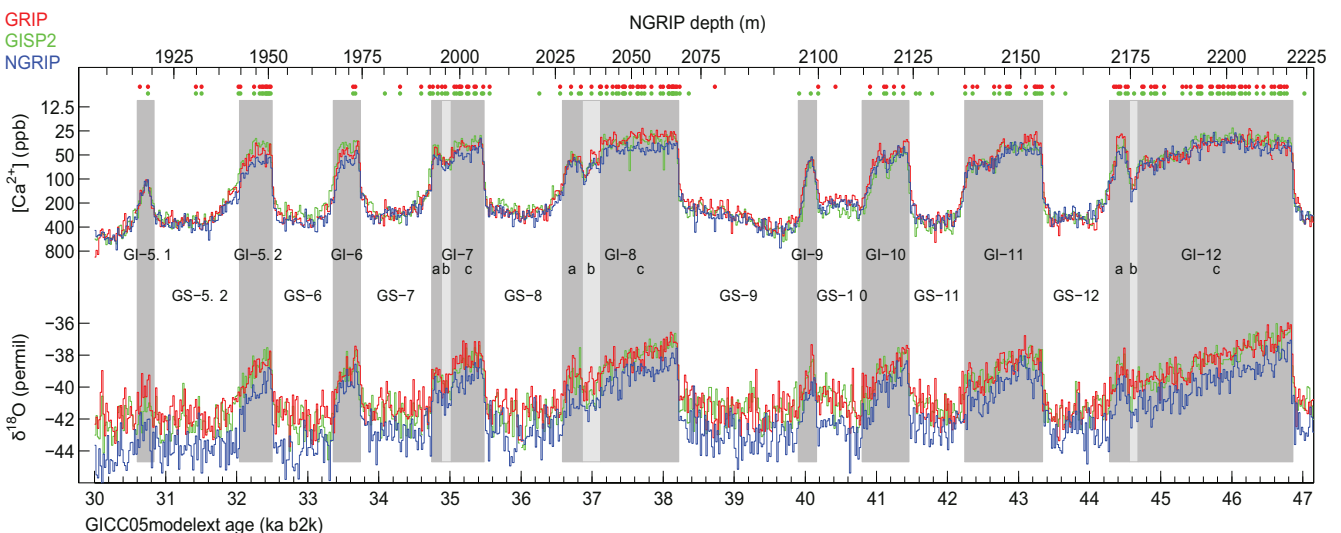 GRIP
GISP2
NGRIP
NGRIP depth (m)
1925 1950 1975 2000 2025 2050 2075 2100 2125 2150 2175 2200 2225
[Ca2+] (ppb)
12.5
25
50
100
200
400
800
GI-5. 1 GI-5. 2 GI-6 GI-7 GI-8 GI-9 GI-10 GI-11 GI-12
a b c a b c a b c
GS-5. 2 GS-6 GS-7 GS-8 GS-9 GS-1 0 GS-11 GS-12
δ18O (permil)
−36
−38
−40
−42
−44
30 31 32 33 34 35 36 37 38 39 40 41 42 43 44 45 46 47
GICC05modelext age (ka b2k)